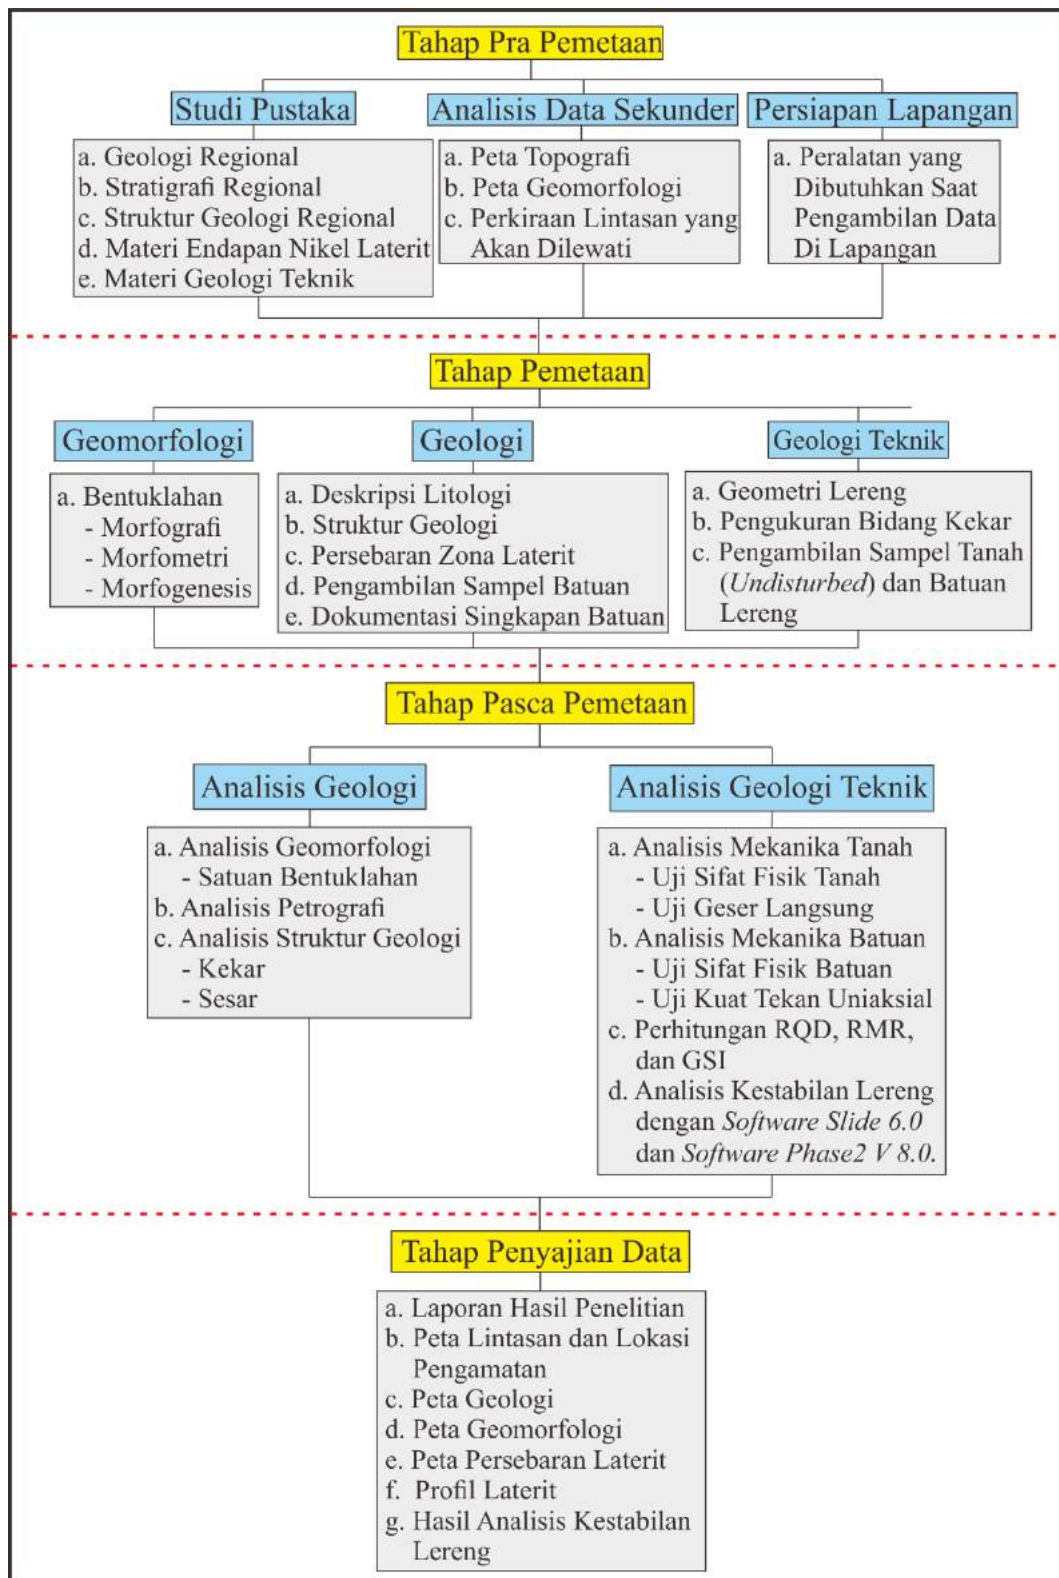 Tahap Pra Pemetaan
Studi Pustaka
a. Geologi Regional
b. Stratigrafi Regional
c. Struktur Geologi Regional
d. Materi Endapan Nikel Laterit
e. Materi Geologi Teknik
Analisis Data Sekunder
a. Peta Topografi
b. Peta Geomorfologi
c. Perkiraan Lintasan yang
Akan Dilewati
Persiapan Lapangan
a. Peralatan yang
Dibutuhkan Saat
Pengambilan Data
Di Lapangan
Tahap Pemetaan
Geomorfologi
a. Bentuklahan
- Morfografi
- Morfometri
- Morfogenesis
Geologi
a. Deskripsi Litologi
b. Struktur Geologi
c. Persebaran Zona Laterit
d. Pengambilan Sampel Batuan
e. Dokumentasi Singkapan Batuan
Geologi Teknik
a. Geometri Lereng
b. Pengukuran Bidang Kekar
c. Pengambilan Sampel Tanah
(Undisturbed) dan Batuan
Lereng
Tahap Pasca Pemetaan
Analisis Geologi
a. Analisis Geomorfologi
- Satuan Bentuklahan
b. Analisis Petrografi
c. Analisis Struktur Geologi
- Kekar
- Sesar
Analisis Geologi Teknik
a. Analisis Mekanika Tanah
- Uji Sifat Fisik Tanah
- Uji Geser Langsung
b. Analisis Mekanika Batuan
- Uji Sifat Fisik Batuan
- Uji Kuat Tekan Uniaksial
c. Perhitungan RQD, RMR,
dan GSI
d. Analisis Kestabilan Lereng
dengan Software Slide 6.0
dan Software Phase2 V 8.0.
Tahap Penyajian Data
a. Laporan Hasil Penelitian
b. Peta Lintasan dan Lokasi
Pengamatan
c. Peta Geologi
d. Peta Geomorfologi
e. Peta Persebaran Laterit
f. Profil Laterit
g. Hasil Analisis Kestabilan
Lereng